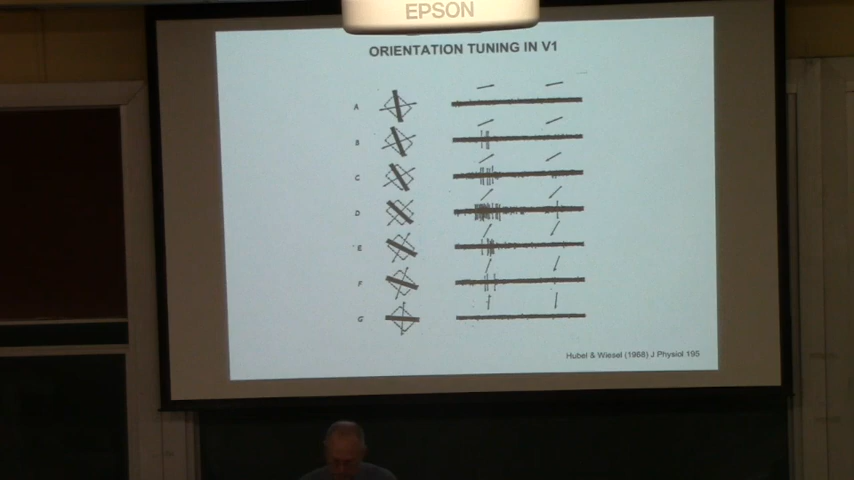 EPSON
ORIENTATION TUNING IN V1
A
B
C
D
E
F
G
Hubel & Wiesel (1968) J Physiol 195